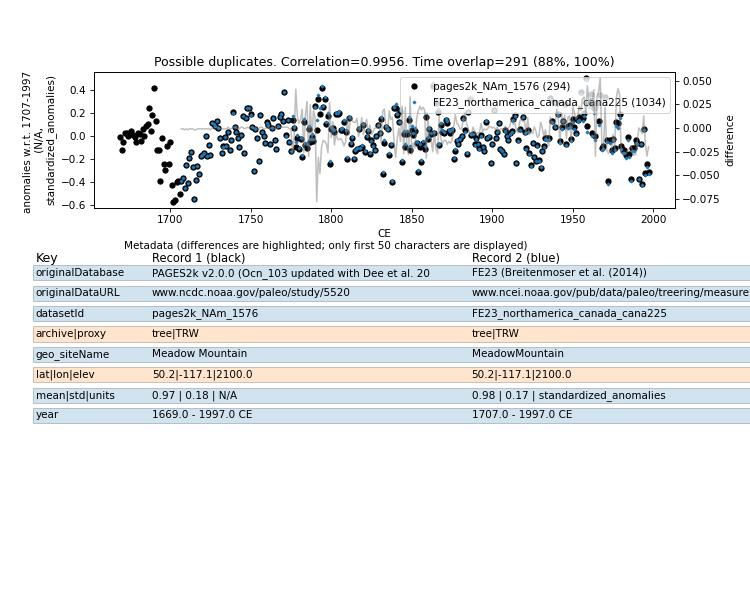 Possible duplicates. Correlation=0.9956. Time overlap=291 (88%, 100%)
anomalies w.r.t. 1707-1997
(N/A,
standardized_anomalies)
0.4
0.2
0.0
−0.2
−0.4
−0.6
pages2k_NAm_1576 (294)
FE23_northamerica_canada_cana225 (1034)
0.050
0.025
0.000
−0.025
−0.050
−0.075
difference
1700 1750 1800 1850 1900 1950 2000
CE
Metadata (differences are highlighted; only first 50 characters are displayed)
Key Record 1 (black) Record 2 (blue)
originalDatabase PAGES2k v2.0.0 (Ocn_103 updated with Dee et al. 20 FE23 (Breitenmoser et al. (2014))
originalDataURL www.ncdc.noaa.gov/paleo/study/5520 www.ncei.noaa.gov/pub/data/paleo/treering/measure
datasetId pages2k_NAm_1576 FE23_northamerica_canada_cana225
archive|proxy tree|TRW tree|TRW
geo_siteName Meadow Mountain MeadowMountain
lat|lon|elev 50.2|-117.1|2100.0 50.2|-117.1|2100.0
mean|std|units 0.97 | 0.18 | N/A 0.98 | 0.17 | standardized_anomalies
year 1669.0 - 1997.0 CE 1707.0 - 1997.0 CE